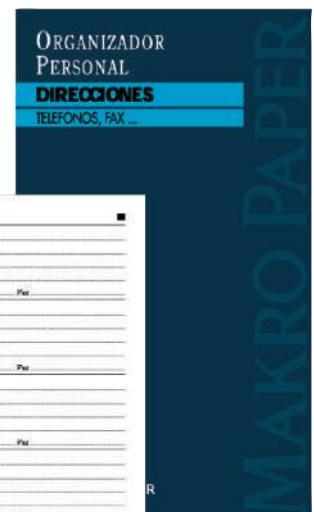 ORGANIZADOR
PERSONAL
DIRECCIONES
TELEFONOS, FAX ...
MAKRO PAPER
Fax
Fax
Fax
R